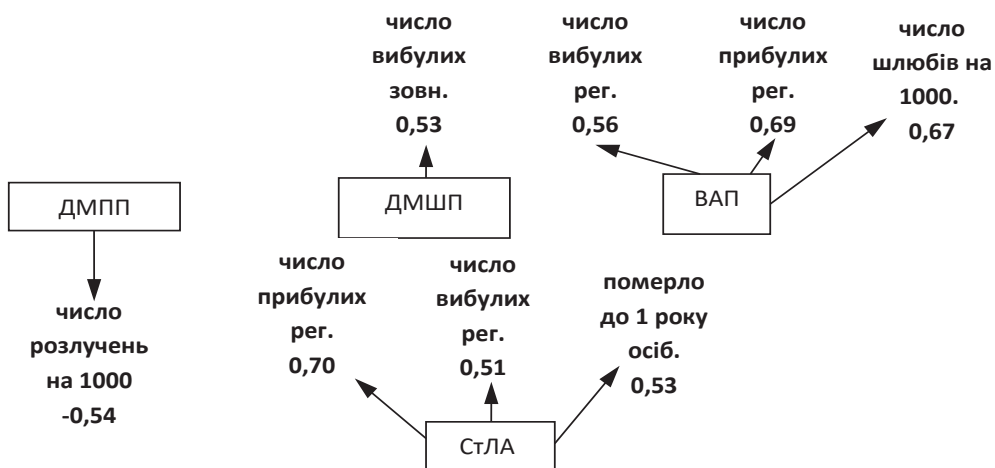 число
вибулих
зовн.
0,53
число
вибулих
рег.
0,56
число
прибулих
рег.
0,69
число
шлюбів на
1000.
0,67
ДМПП
ДМШП
ВАП
число
розлучень
на 1000
-0,54
число
прибулих
рег.
0,70
число
вибулих
рег.
0,51
померло
до 1 року
осіб.
0,53
СтЛА